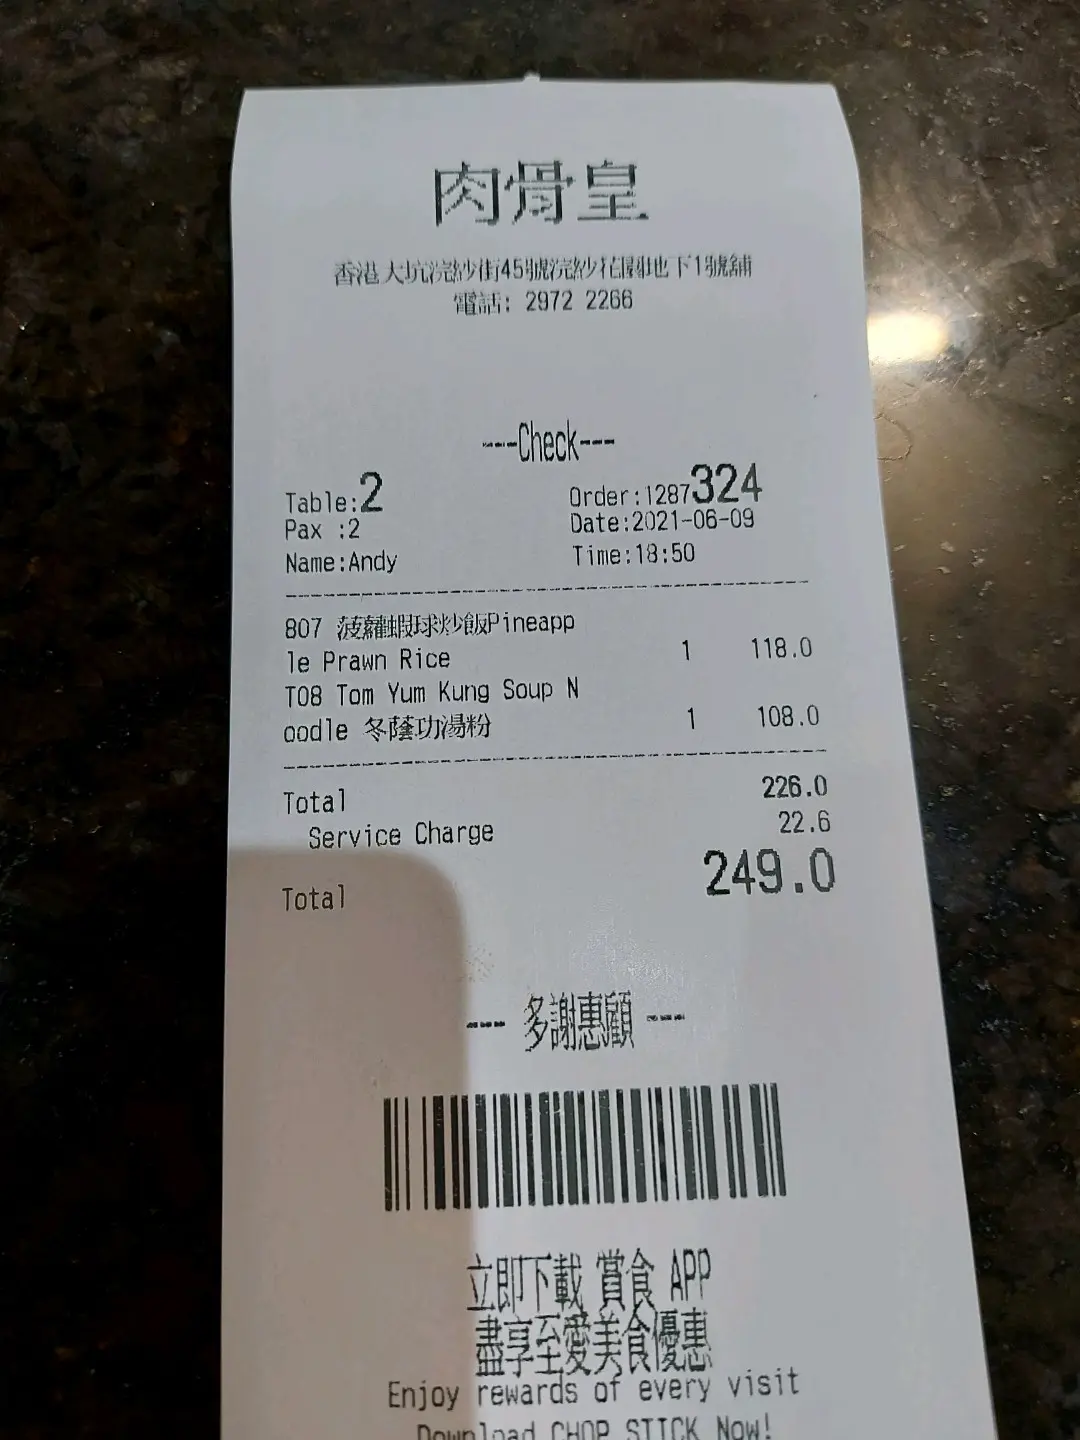 肉骨皇
香港大坑浣紗街45號浣紗花園地下1號舖
電話: 2972 2266
---Check---
Table:2 Order:1287324
Pax :2 Date:2021-06-09
Name:Andy Time:18:50
807 菠蘿蝦球炒飯Pineapp
le Prawn Rice 1 118.0
T08 Tom Yum Kung Soup N
oodle 冬蔭功湯粉 1 108.0
Total 226.0
Service Charge 22.6
Total 249.0
--- 多謝惠顧 ---
立即下載 賞食 APP
盡享至愛美食優惠
Enjoy rewards of every visit
Download CHOP STICK Now!